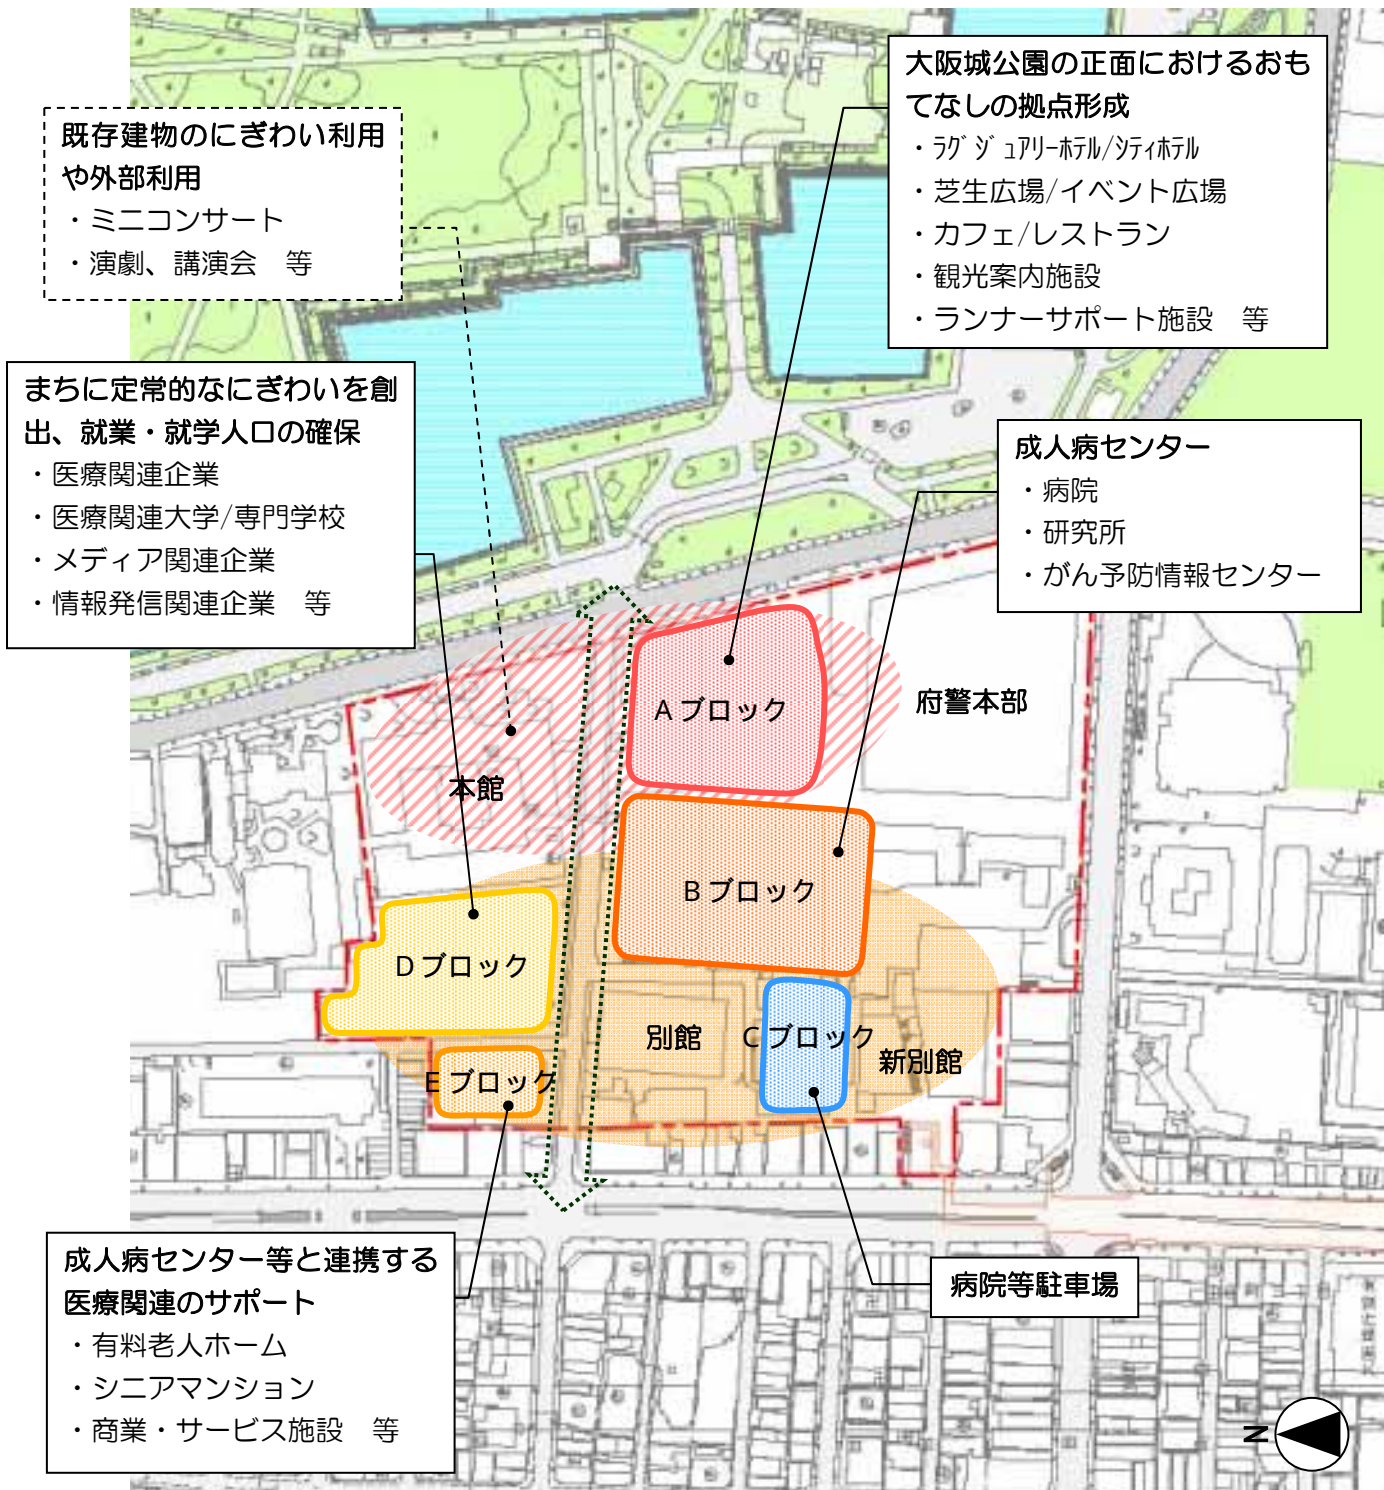 大阪城公園の正面におけるおも
てなしの拠点形成
・ﾗｸﾞｼﾞｭｱﾘｰﾎﾃﾙ/ｼﾃｨﾎﾃﾙ
・芝生広場/イベント広場
・カフェ/レストラン
・観光案内施設
・ランナーサポート施設　等
既存建物のにぎわい利用
や外部利用
・ミニコンサート
・演劇、講演会　等
まちに定常的なにぎわいを創
出、就業・就学人口の確保
・医療関連企業
・医療関連大学/専門学校
・メディア関連企業
・情報発信関連企業　等
成人病センター
・病院
・研究所
・がん予防情報センター
府警本部
Aブロック
本館
Bブロック
Dブロック
別館
Cブロック
新別館
Eブロック
成人病センター等と連携する
医療関連のサポート
・有料老人ホーム
・シニアマンション
・商業・サービス施設　等
病院等駐車場
N